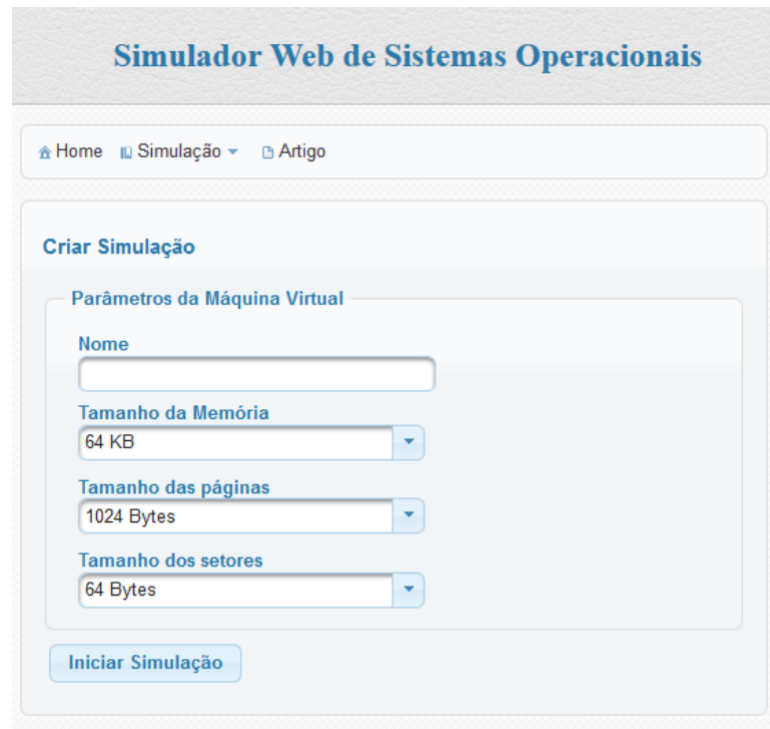 Simulador Web de Sistemas Operacionais
Home Simulação Artigo
Criar Simulação
Parâmetros da Máquina Virtual
Nome
Tamanho da Memória
64 KB
Tamanho das páginas
1024 Bytes
Tamanho dos setores
64 Bytes
Iniciar Simulação